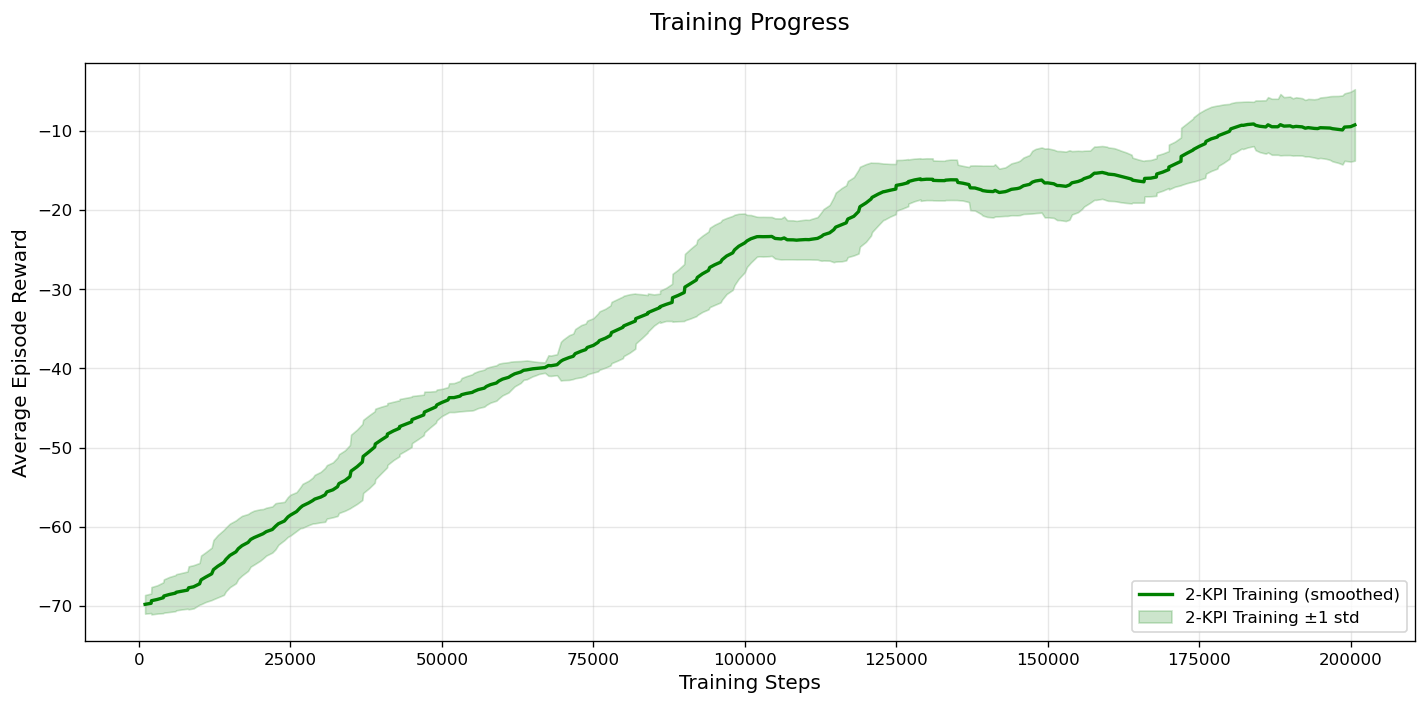 Training Progress
Average Episode Reward
−10
−20
−30
−40
−50
−60
−70
2-KPI Training (smoothed)
2-KPI Training ±1 std
0 25000 50000 75000 100000 125000 150000 175000 200000
Training Steps